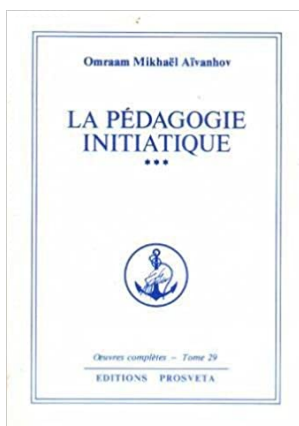 Omraam Mikhaël Aïvanhov
LA PÉDAGOGIE
INITIATIQUE
***
Œuvres complètes – Tome 29
EDITIONS PROSVETA